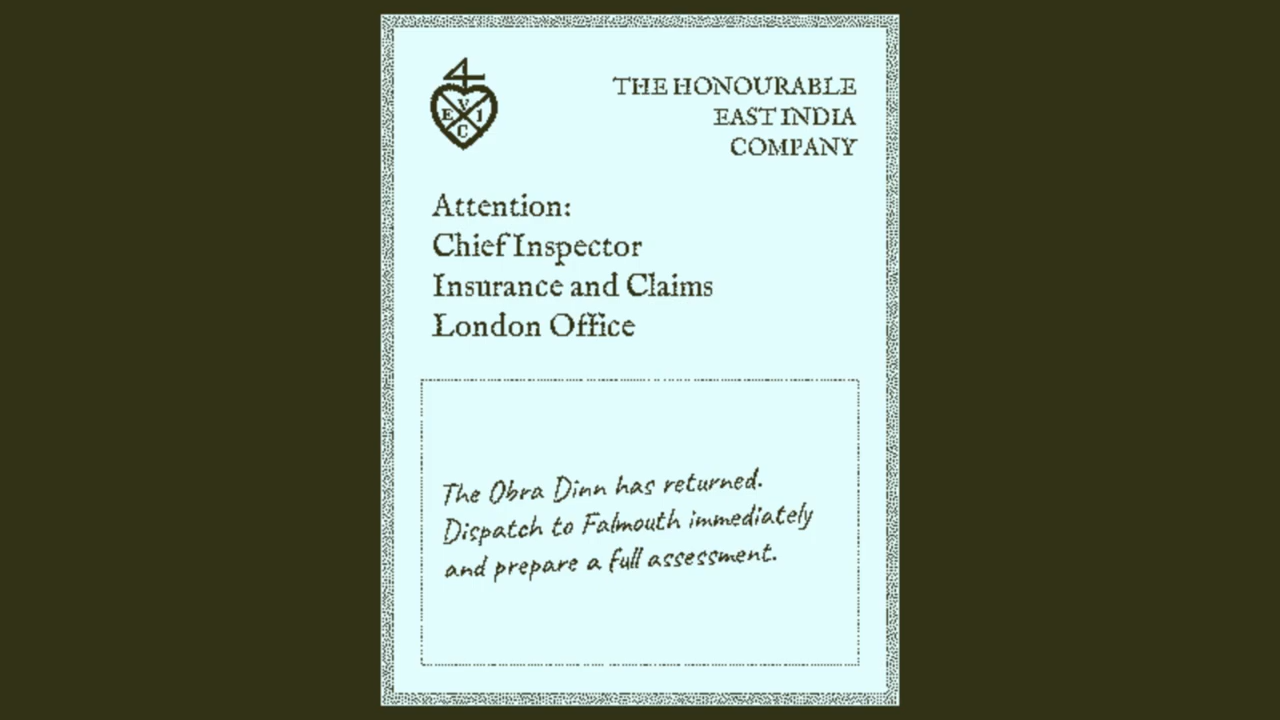 4
V
E I
C
THE HONOURABLE
EAST INDIA
COMPANY
Attention:
Chief Inspector
Insurance and Claims
London Office
The Obra Dinn has returned.
Dispatch to Falmouth immediately
and prepare a full assessment.